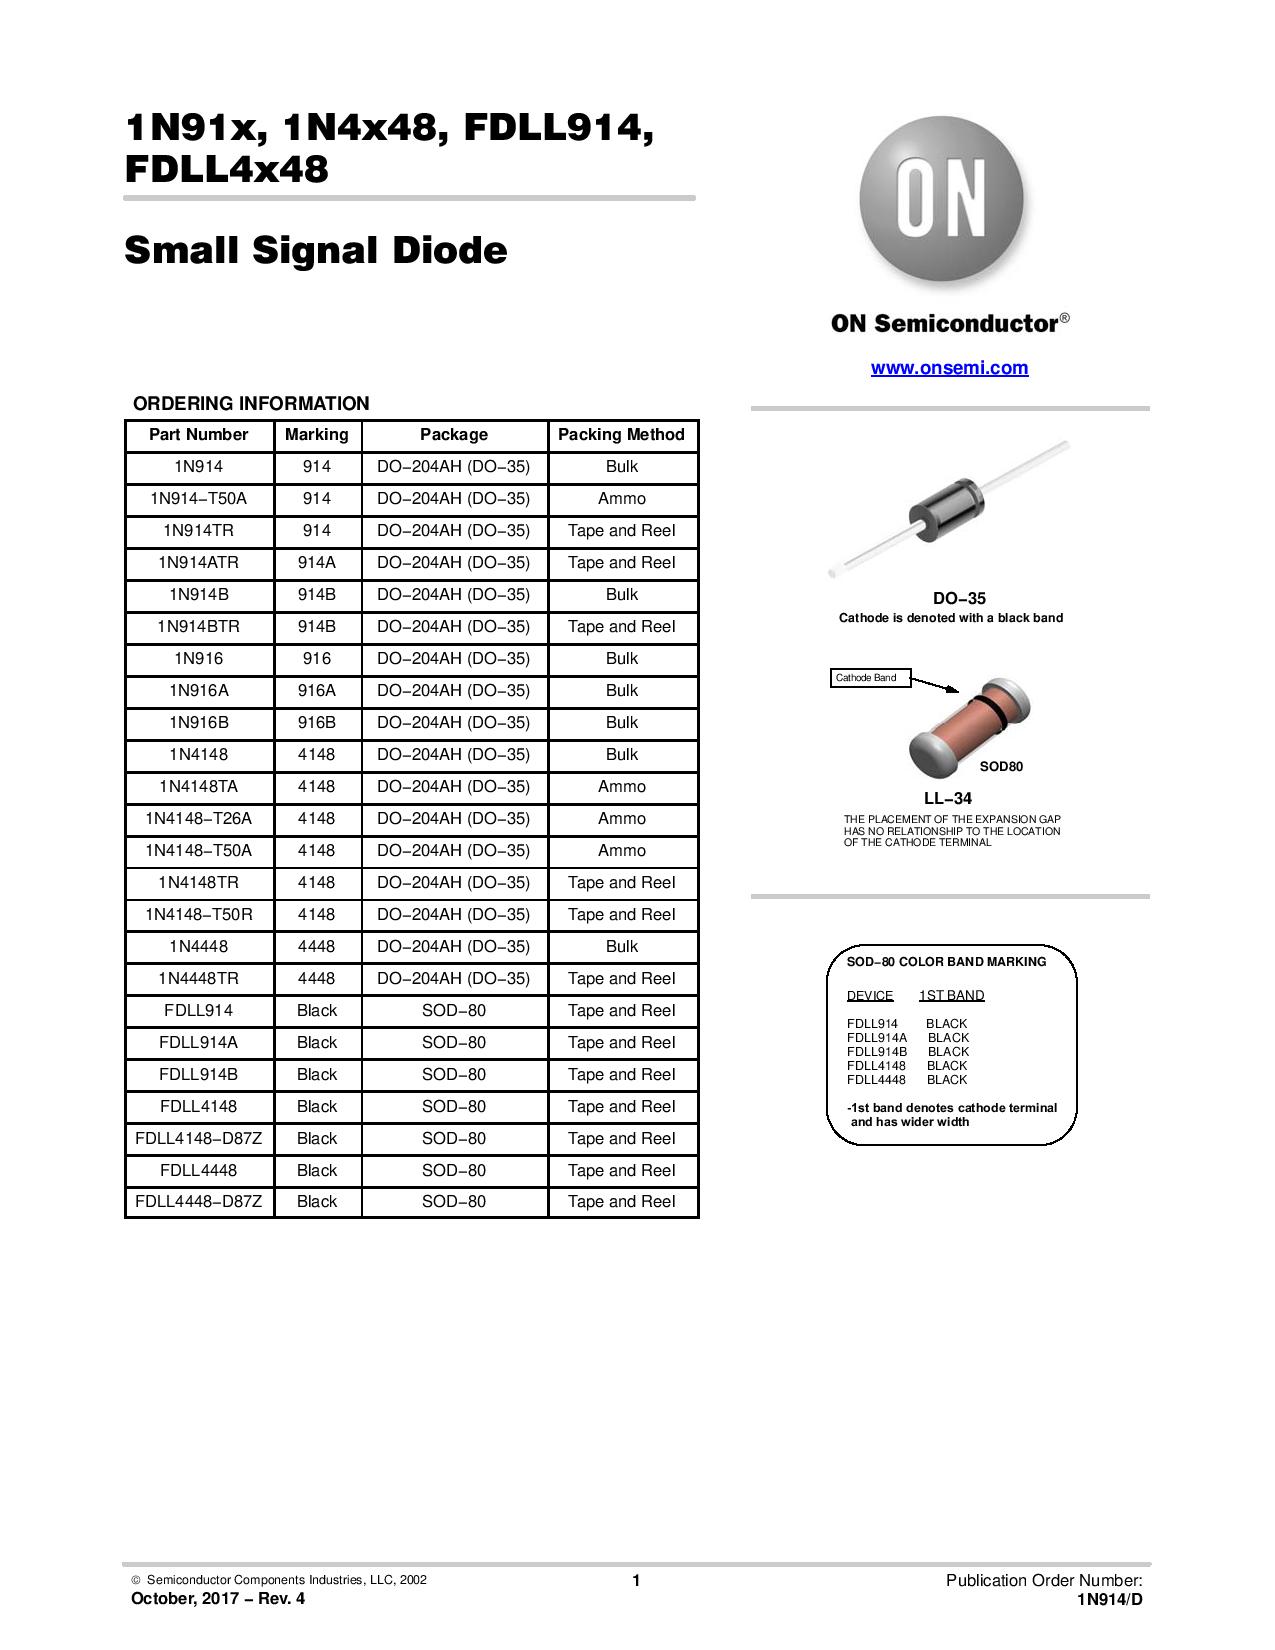 1N91x, 1N4x48, FDLL914,
FDLL4x48
Small Signal Diode
ON
ON Semiconductor®
www.onsemi.com
ORDERING INFORMATION
Part Number Marking Package Packing Method
1N914 914 DO−204AH (DO−35) Bulk
1N914−T50A 914 DO−204AH (DO−35) Ammo
1N914TR 914 DO−204AH (DO−35) Tape and Reel
1N914ATR 914A DO−204AH (DO−35) Tape and Reel
1N914B 914B DO−204AH (DO−35) Bulk
1N914BTR 914B DO−204AH (DO−35) Tape and Reel
1N916 916 DO−204AH (DO−35) Bulk
1N916A 916A DO−204AH (DO−35) Bulk
1N916B 916B DO−204AH (DO−35) Bulk
1N4148 4148 DO−204AH (DO−35) Bulk
1N4148TA 4148 DO−204AH (DO−35) Ammo
1N4148−T26A 4148 DO−204AH (DO−35) Ammo
1N4148−T50A 4148 DO−204AH (DO−35) Ammo
1N4148TR 4148 DO−204AH (DO−35) Tape and Reel
1N4148−T50R 4148 DO−204AH (DO−35) Tape and Reel
1N4448 4448 DO−204AH (DO−35) Bulk
1N4448TR 4448 DO−204AH (DO−35) Tape and Reel
FDLL914 Black SOD−80 Tape and Reel
FDLL914A Black SOD−80 Tape and Reel
FDLL914B Black SOD−80 Tape and Reel
FDLL4148 Black SOD−80 Tape and Reel
FDLL4148−D87Z Black SOD−80 Tape and Reel
FDLL4448 Black SOD−80 Tape and Reel
FDLL4448−D87Z Black SOD−80 Tape and Reel
DO−35
Cathode is denoted with a black band
Cathode Band
SOD80
LL−34
THE PLACEMENT OF THE EXPANSION GAP
HAS NO RELATIONSHIP TO THE LOCATION
OF THE CATHODE TERMINAL
SOD−80 COLOR BAND MARKING
DEVICE 1ST BAND
FDLL914 BLACK
FDLL914A BLACK
FDLL914B BLACK
FDLL4148 BLACK
FDLL4448 BLACK
-1st band denotes cathode terminal
and has wider width
© Semiconductor Components Industries, LLC, 2002
October, 2017 − Rev. 4
1
Publication Order Number:
1N914/D